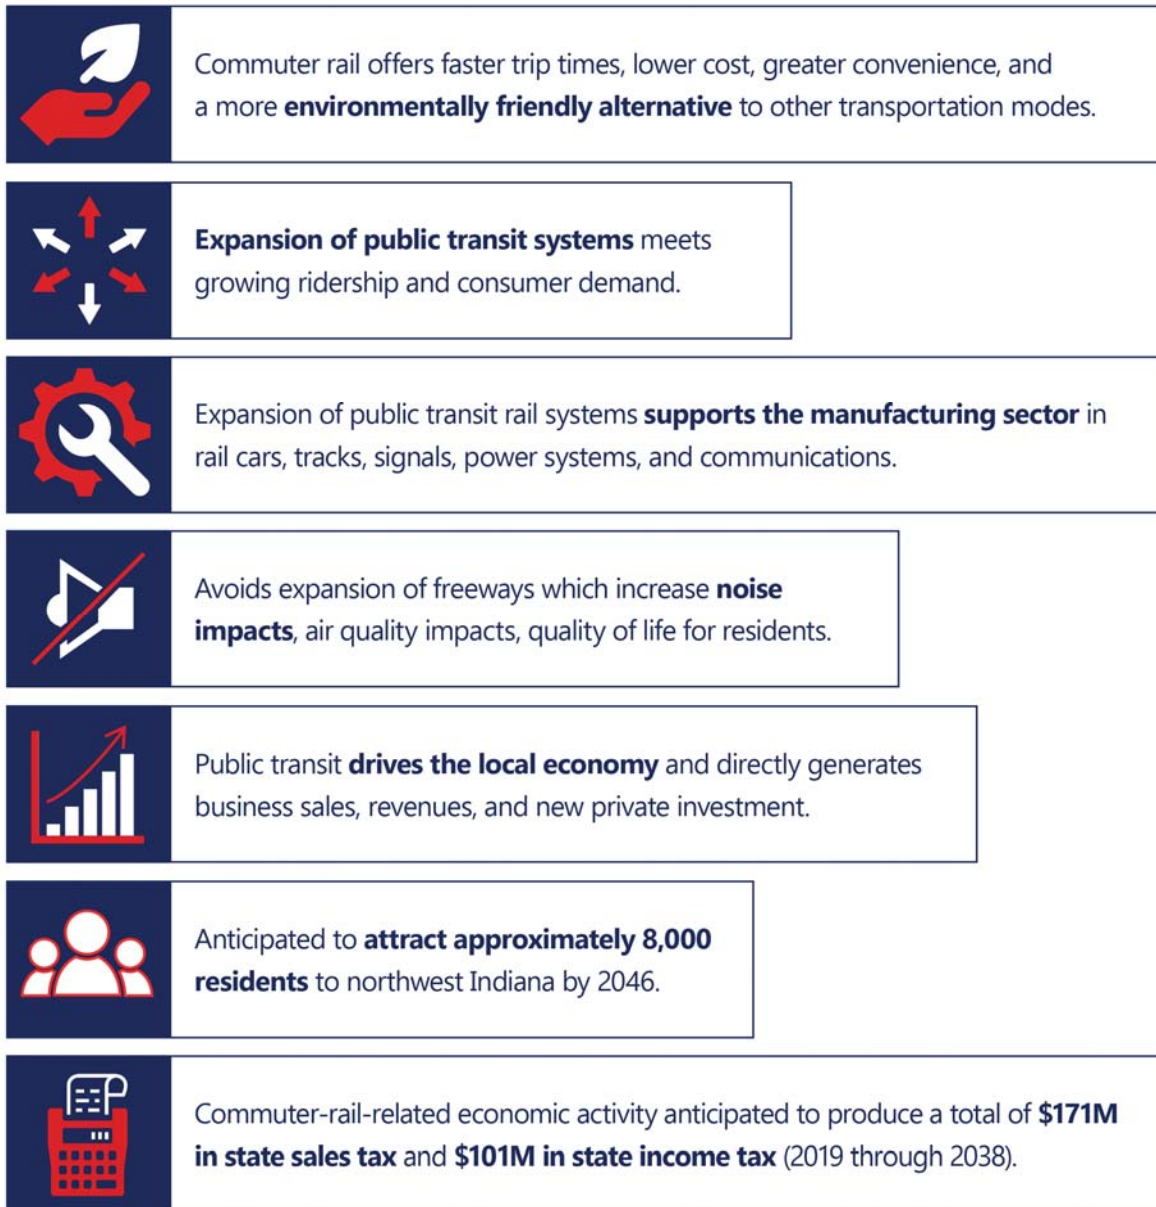 Commuter rail offers faster trip times, lower cost, greater convenience, and
a more environmentally friendly alternative to other transportation modes.
Expansion of public transit systems meets
growing ridership and consumer demand.
Expansion of public transit rail systems supports the manufacturing sector in
rail cars, tracks, signals, power systems, and communications.
Avoids expansion of freeways which increase noise
impacts, air quality impacts, quality of life for residents.
Public transit drives the local economy and directly generates
business sales, revenues, and new private investment.
Anticipated to attract approximately 8,000
residents to northwest Indiana by 2046.
Commuter-rail-related economic activity anticipated to produce a total of $171M
in state sales tax and $101M in state income tax (2019 through 2038).